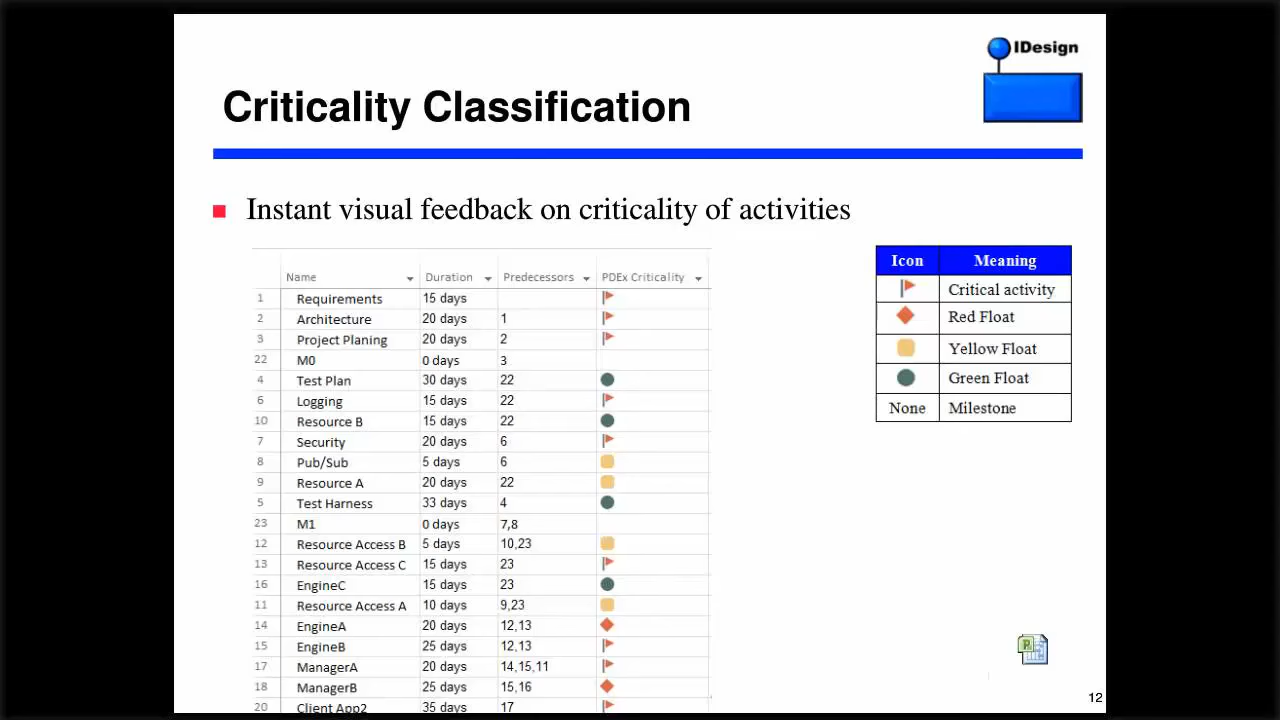 IDesign
Criticality Classification
Instant visual feedback on criticality of activities
Name Duration Predecessors PDEx Criticality
1 Requirements 15 days
2 Architecture 20 days 1
3 Project Planing 20 days 2
22 M0 0 days 3
4 Test Plan 30 days 22
6 Logging 15 days 22
10 Resource B 15 days 22
7 Security 20 days 6
8 Pub/Sub 5 days 6
9 Resource A 20 days 22
5 Test Harness 33 days 4
23 M1 0 days 7,8
12 Resource Access B 5 days 10,23
13 Resource Access C 15 days 23
16 EngineC 15 days 23
11 Resource Access A 10 days 9,23
14 EngineA 20 days 12,13
15 EngineB 25 days 12,13
17 ManagerA 20 days 14,15,11
18 ManagerB 25 days 15,16
20 Client App2 35 days 17
Icon Meaning
Critical activity
Red Float
Yellow Float
Green Float
None Milestone
P
12